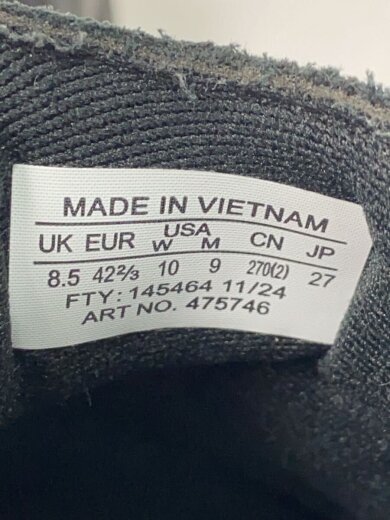 MADE IN VIETNAM
USA
UK EUR W M CN JP
8.5 42⅔ 10 9 270(2) 27
FTY: 145464 11/24
ART NO. 475746